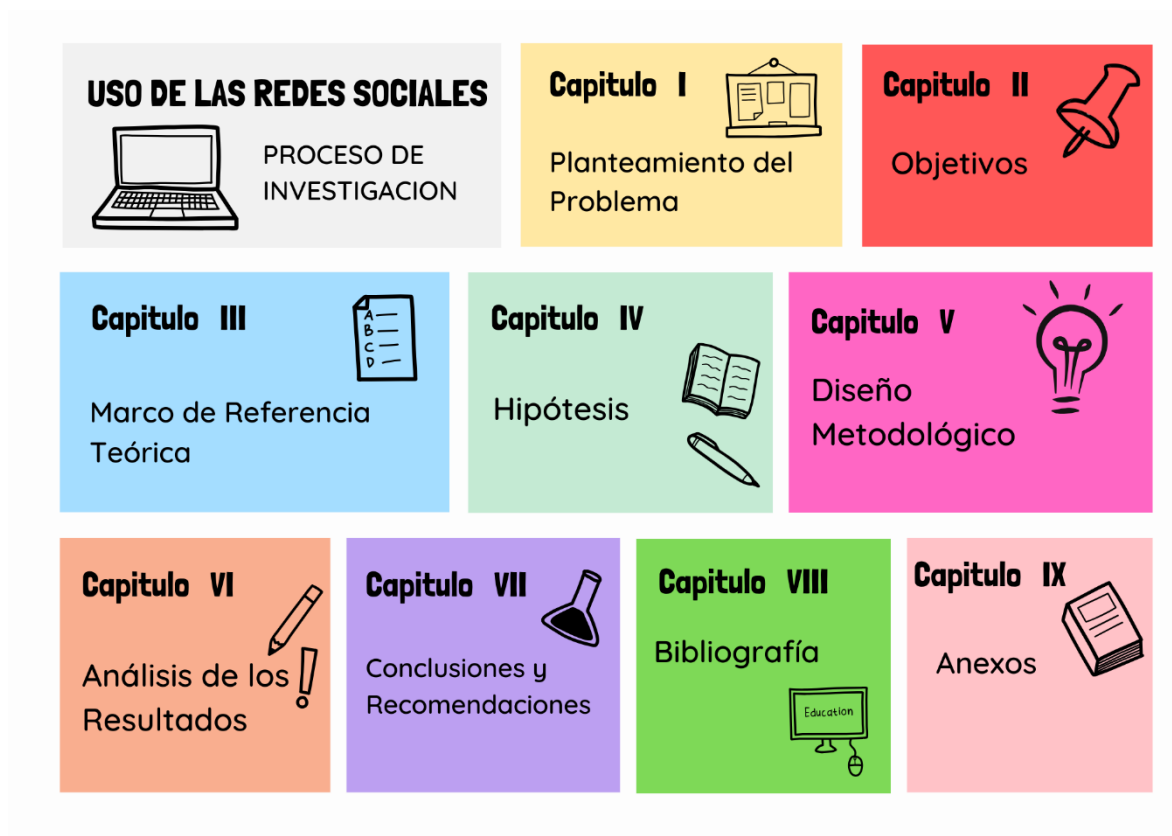 USO DE LAS REDES SOCIALES
PROCESO DE
INVESTIGACION
Capitulo I
Planteamiento del
Problema
Capitulo II
Objetivos
Capitulo III
A
B
C
D
Marco de Referencia
Teórica
Capitulo IV
Hipótesis
Capitulo V
Diseño
Metodológico
Capitulo VI
Análisis de los
Resultados
Capitulo VII
Conclusiones y
Recomendaciones
Capitulo VIII
Bibliografía
Education
Capitulo IX
Anexos